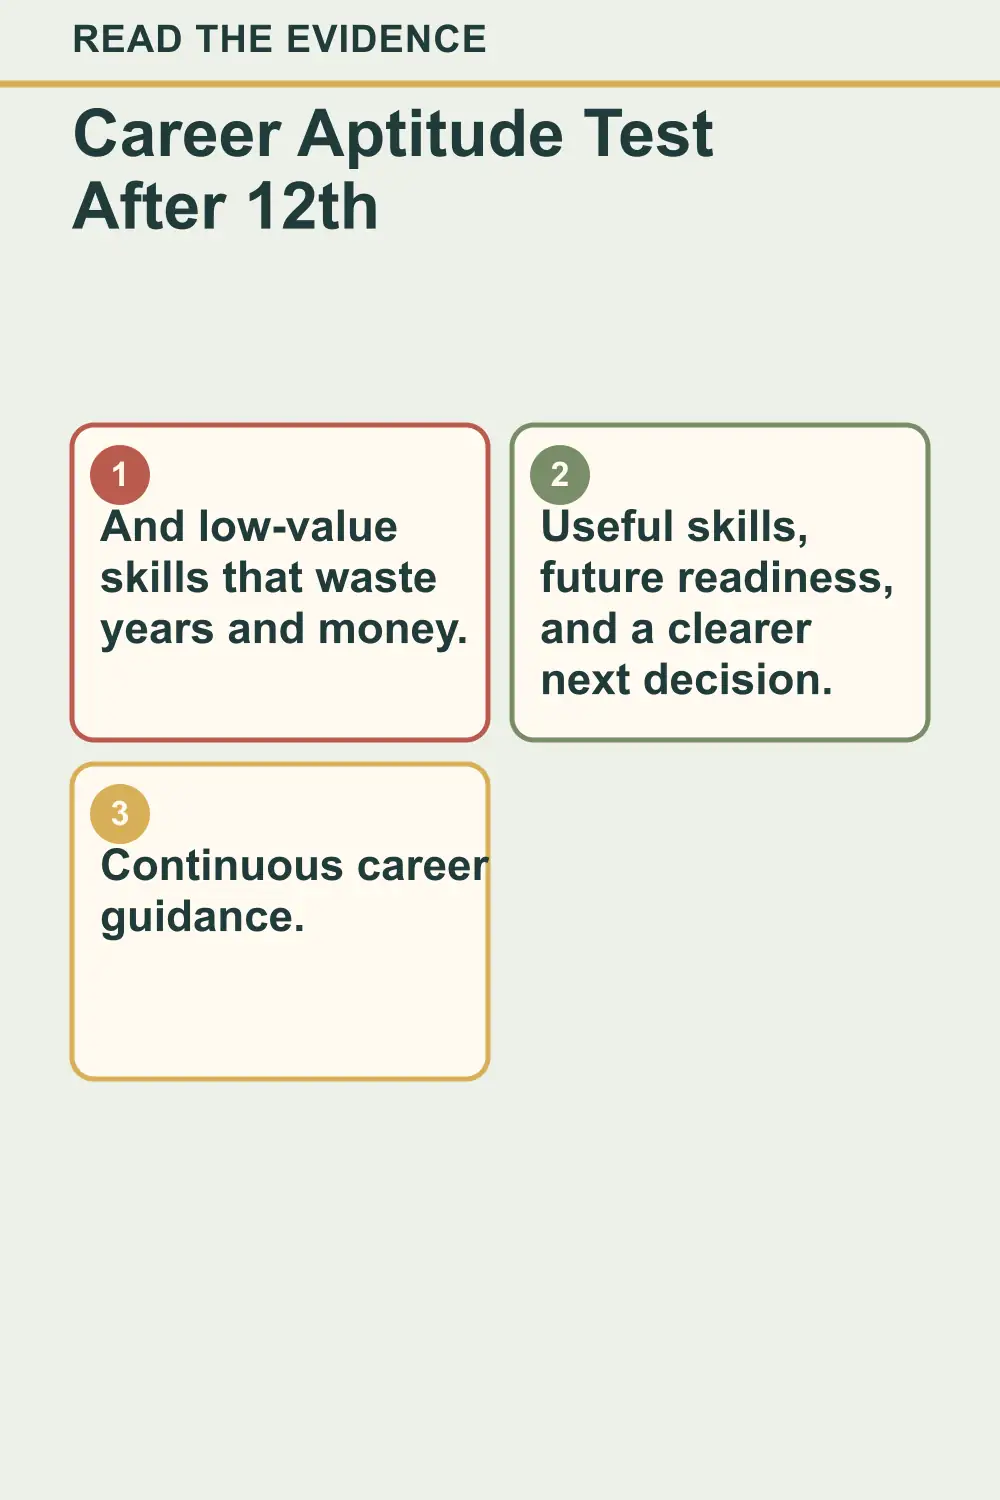 READ THE EVIDENCE
Career Aptitude Test
After 12th
1
And low-value
skills that waste
years and money.
2
Useful skills,
future readiness,
and a clearer
next decision.
3
Continuous career
guidance.